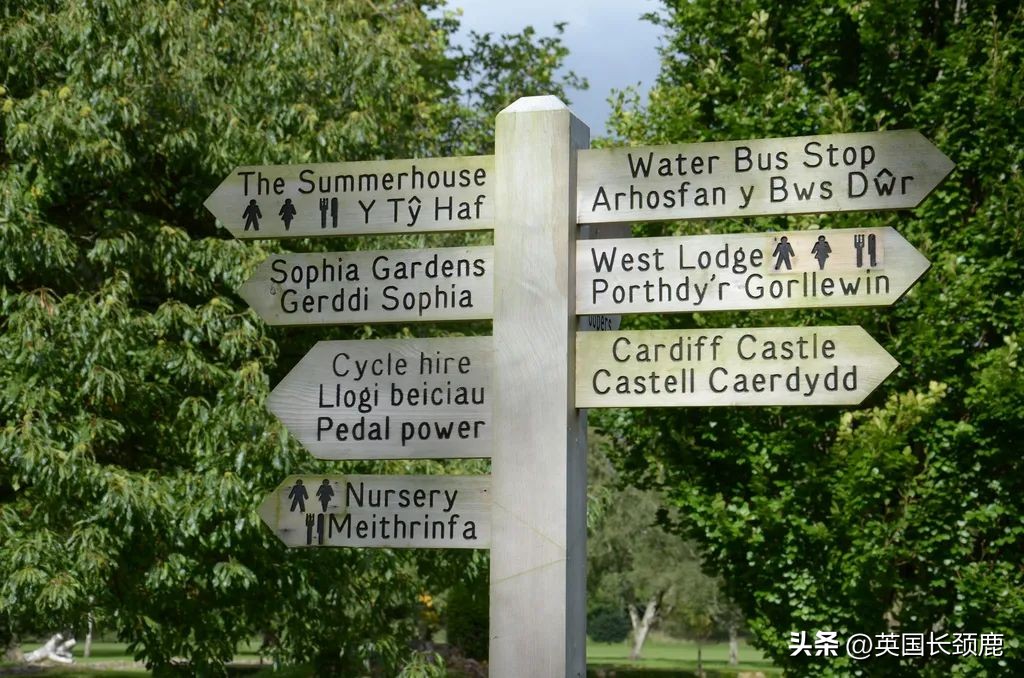 The Summerhouse
Y Tŷ Haf
Sophia Gardens
Gerddi Sophia
Cycle hire
Llogi beiciau
Pedal power
Nursery
Meithrinfa
Water Bus Stop
Arhosfan y Bws Dŵr
West Lodge
Porthdy'r Gorllewin
Cardiff Castle
Castell Caerdydd
头条 @英国长颈鹿